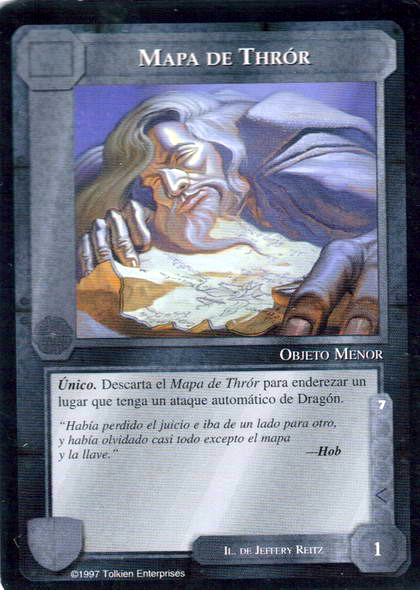 MAPA DE THRÓR
OBJETO MENOR
Único. Descarta el Mapa de Thrór para enderezar un
lugar que tenga un ataque automático de Dragón.
7
“Había perdido el juicio e iba de un lado para otro,
y había olvidado casi todo excepto el mapa
y la llave.” —Hob
IL. DE JEFFERY REITZ
1
©1997 Tolkien Enterprises